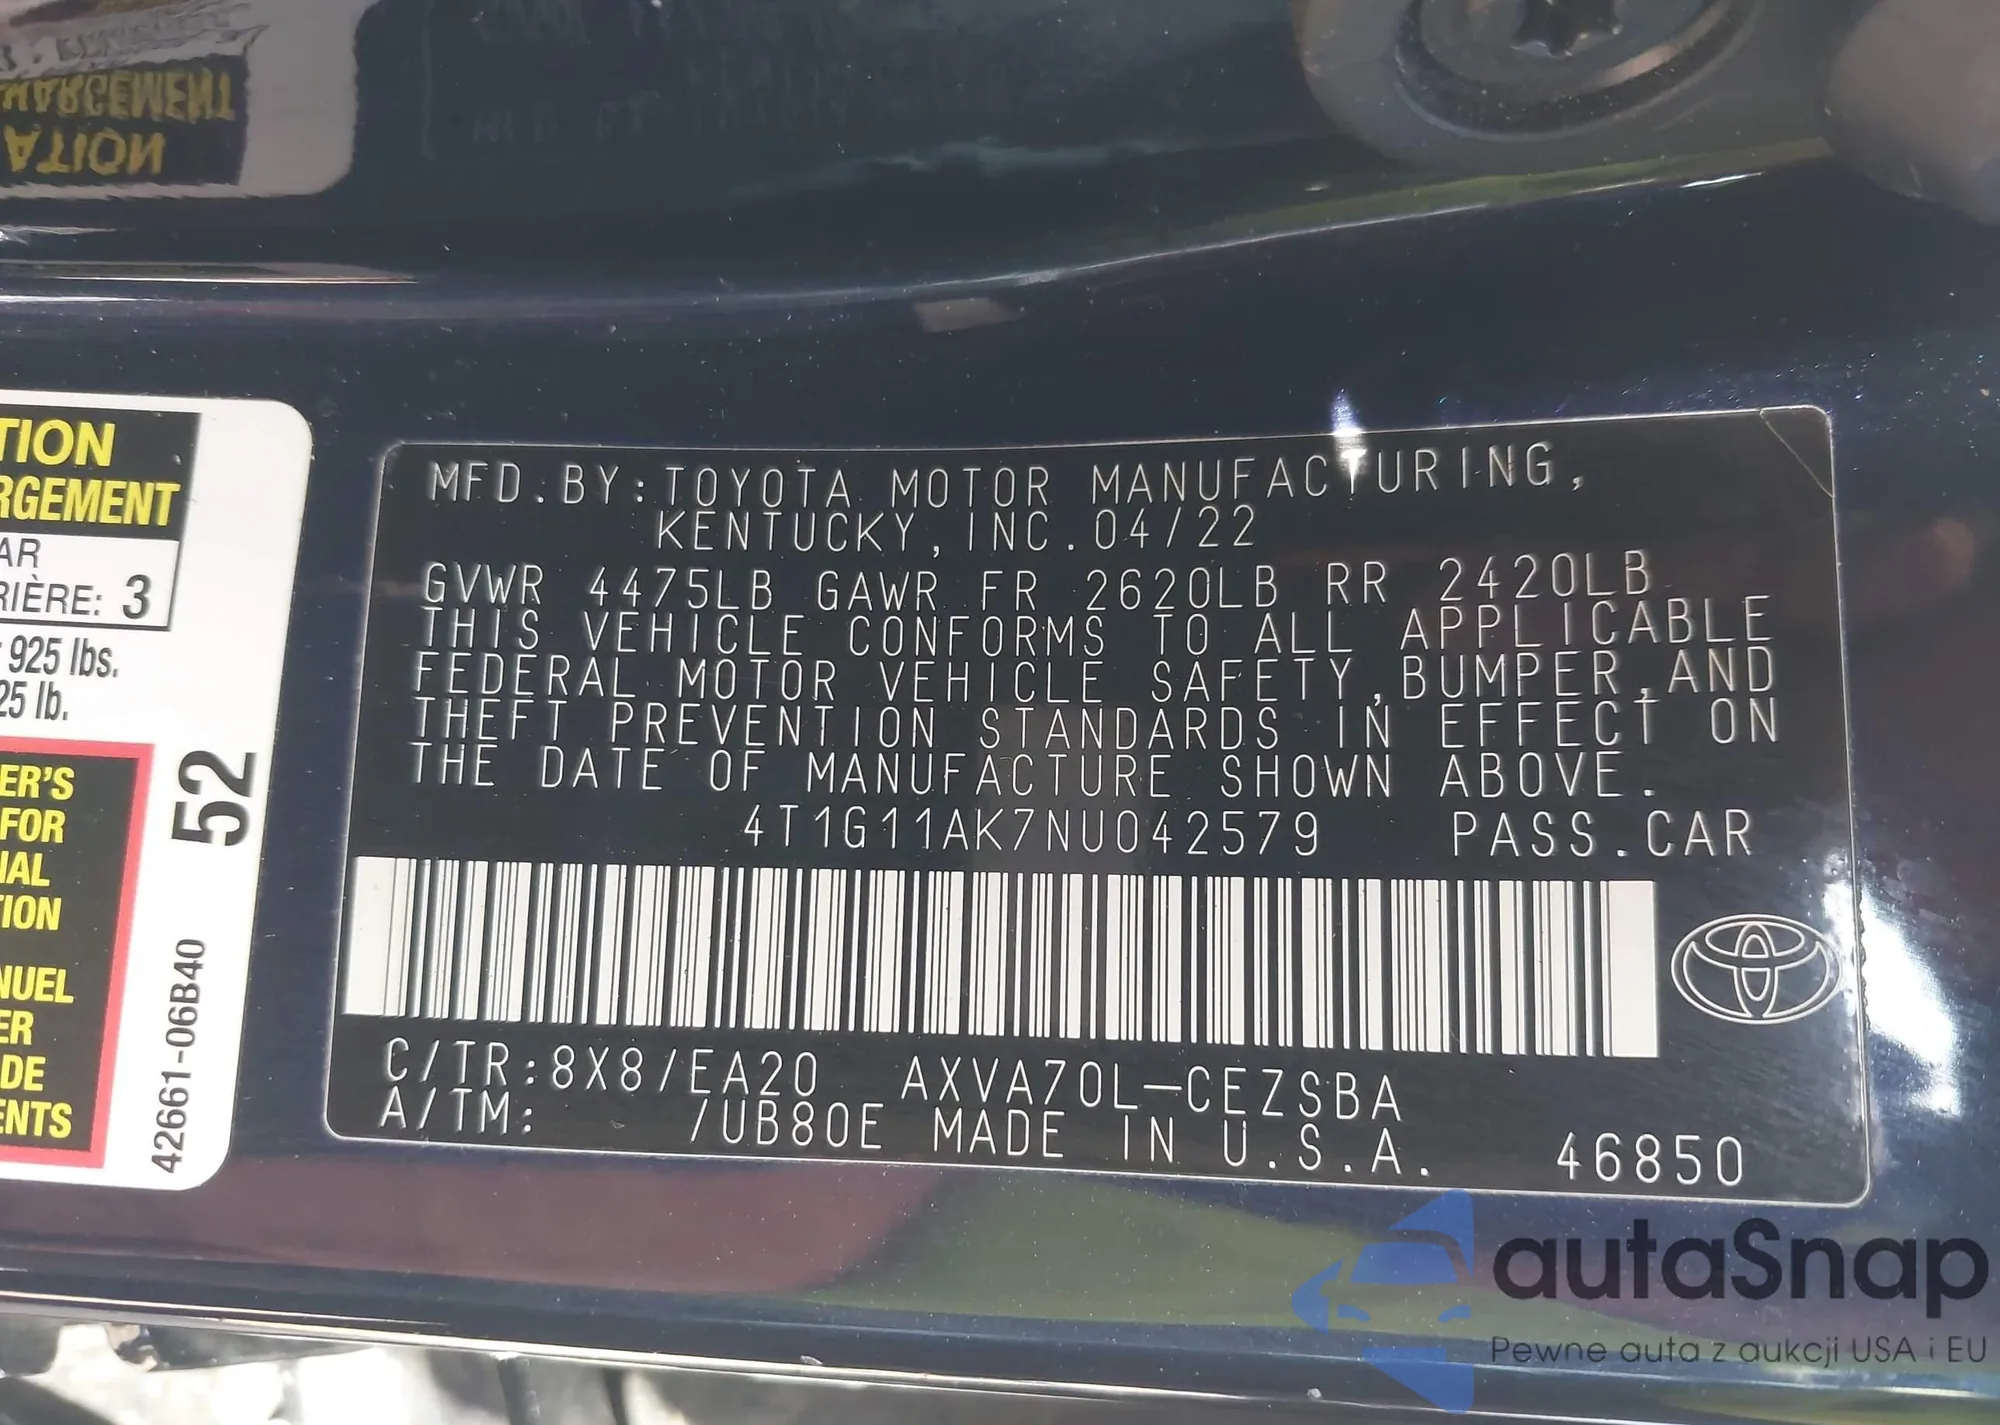 TION
RGEMENT
AR
RIÈRE: 3
925 lbs.
25 lb.
ER'S
FOR
NAL
TION
NUEL
ER
DE
ENTS
52
42661-06B40
MFD.BY:TOYOTA MOTOR MANUFACTURING,
KENTUCKY,INC.04/22
GVWR 4475LB GAWR FR 2620LB RR 2420LB
THIS VEHICLE CONFORMS TO ALL APPLICABLE
FEDERAL MOTOR VEHICLE SAFETY,BUMPER,AND
THEFT PREVENTION STANDARDS IN EFFECT ON
THE DATE OF MANUFACTURE SHOWN ABOVE.
4T1G11AK7NU042579 PASS.CAR
C/TR:8X8/EA20 AXVA70L-CEZSBA
A/TM: /UB80E MADE IN U.S.A. 46850
autaSnap
Pewne auta z aukcji USA i EU